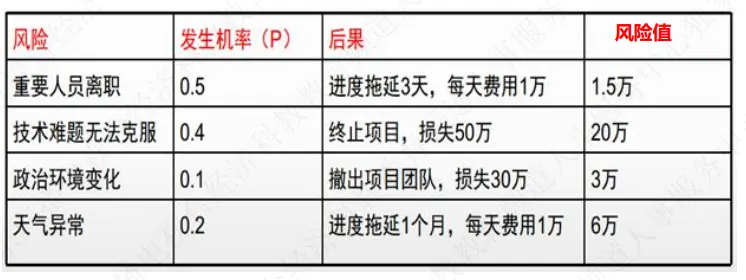 风险 发生机率（P） 后果 风险值
重要人员离职 0.5 进度拖延3天，每天费用1万 1.5万
技术难题无法克服 0.4 终止项目，损失50万 20万
政治环境变化 0.1 撤出项目团队，损失30万 3万
天气异常 0.2 进度拖延1个月，每天费用1万 6万